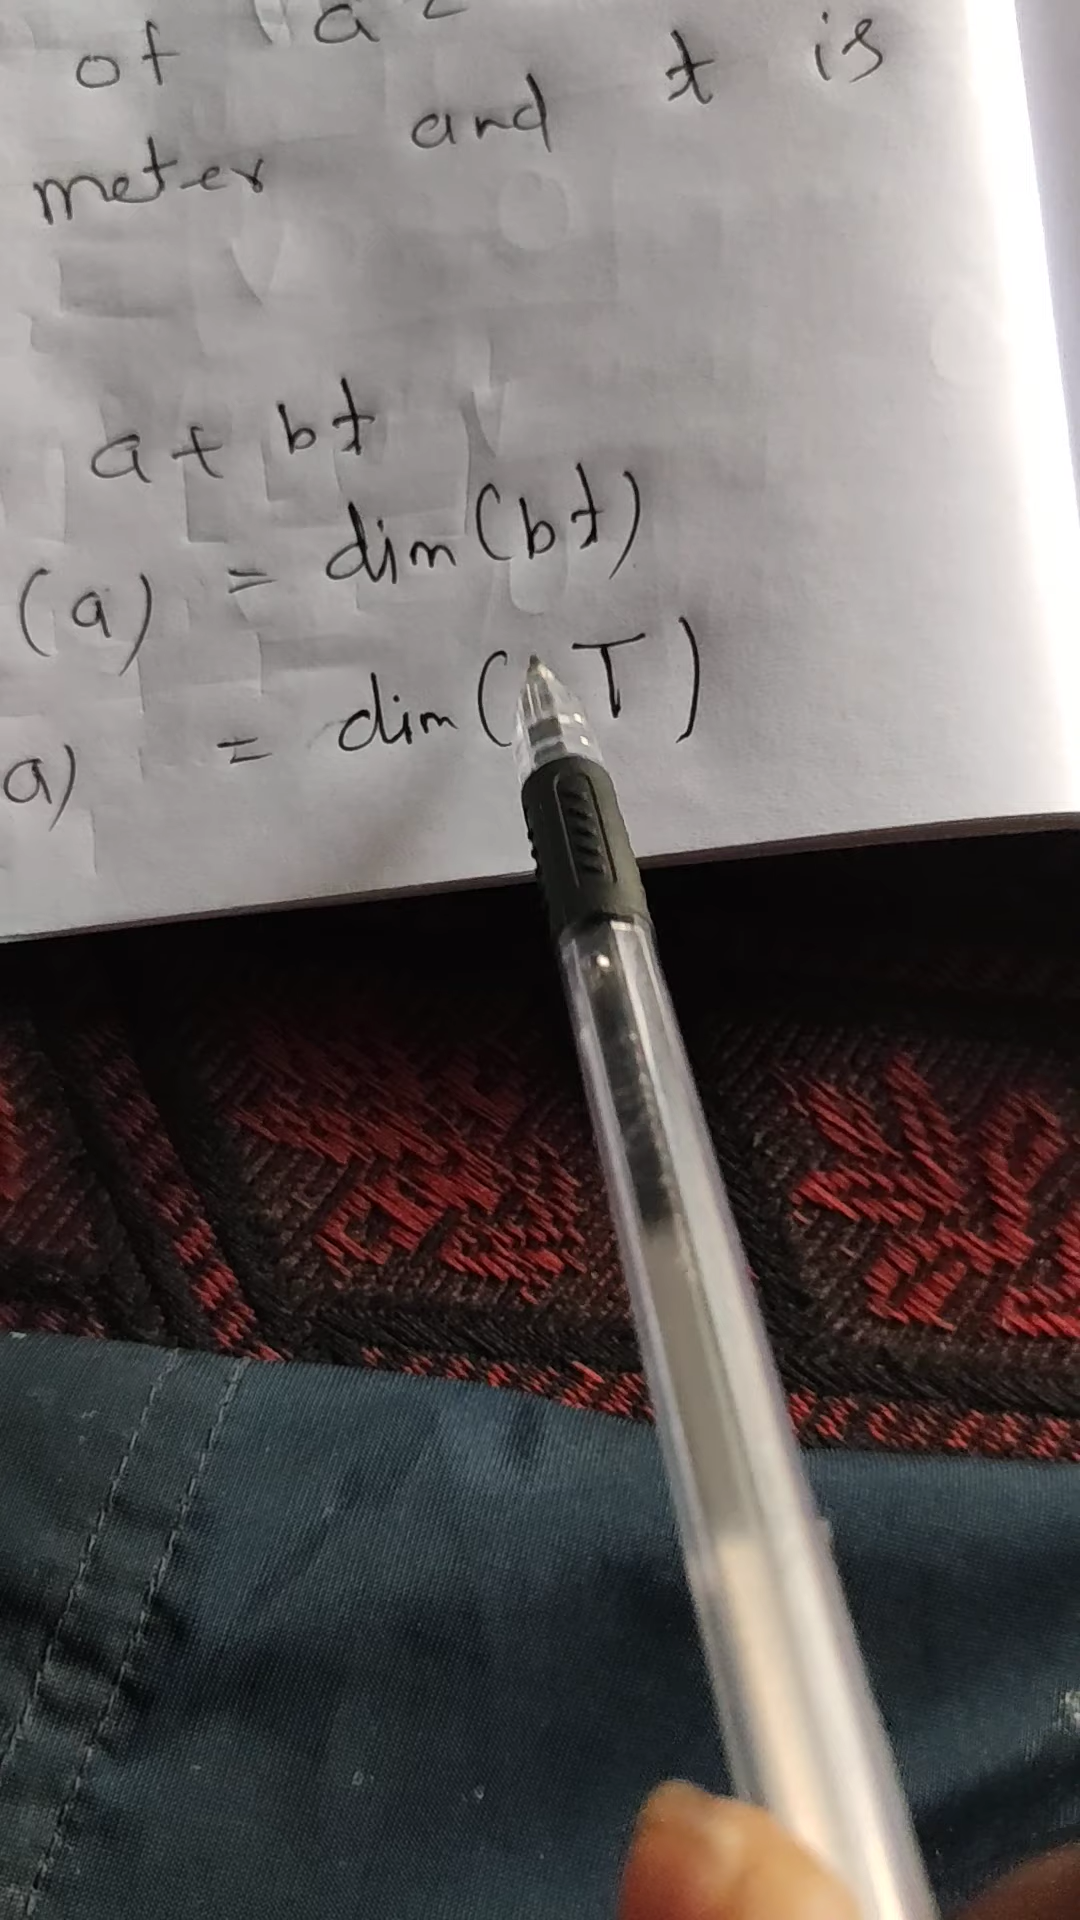 of a
meter and t is
a + bt
(a) = dim (bt)
a) = dim ( T )